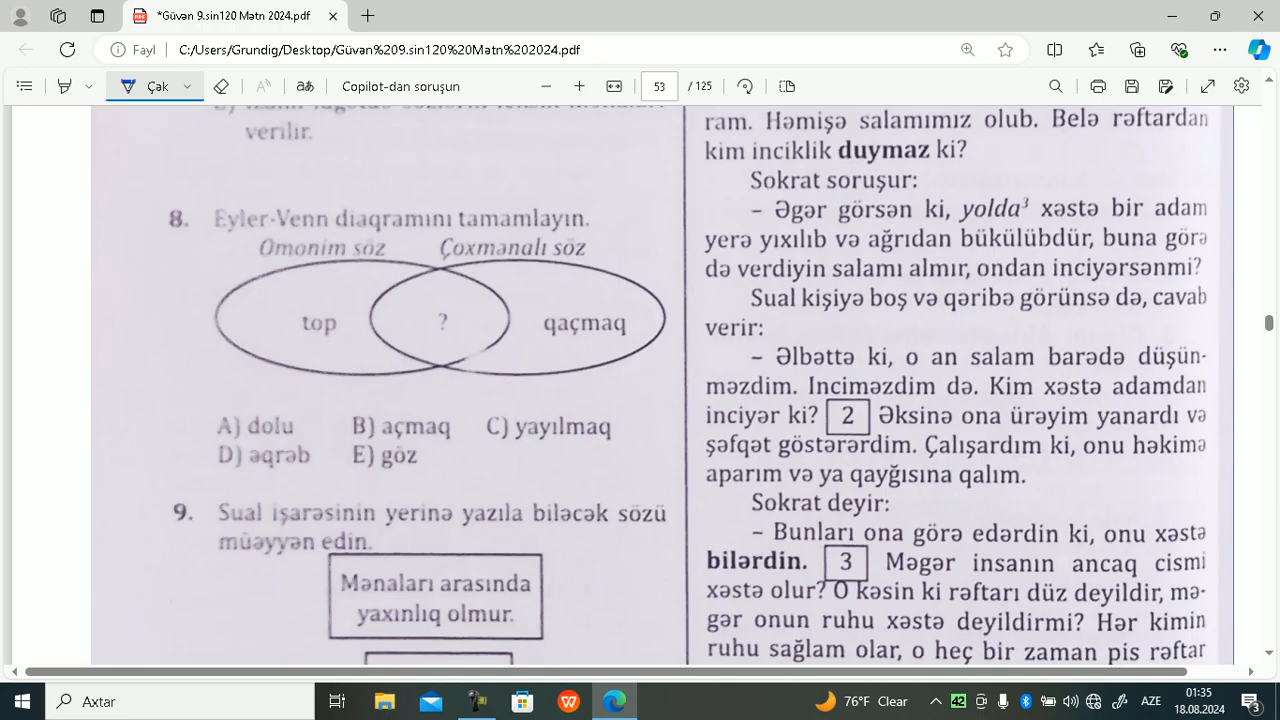 *Güvən 9.sin120 Mətn 2024.pdf
Fayl
C:/Users/Grundig/Desktop/Güvən%209.sin120%20Mətn%202024.pdf
Çək
Copilot-dan soruşun
53 / 125
verilir.
8. Eyler-Venn diaqramını tamamlayın.
Omonim söz Çoxmənalı söz
top ? qaçmaq
A) dolu B) açmaq C) yayılmaq
D) əqrəb E) göz
9. Sual işarəsinin yerinə yazıla biləcək sözü
müəyyən edin.
Mənaları arasında
yaxınlıq olmur.
ram. Həmişə salamımız olub. Belə rəftardan
kim inciklik duymaz ki?
Sokrat soruşur:
– Əgər görsən ki, yolda³ xəstə bir adam
yerə yıxılıb və ağrıdan bükülübdür, buna görə
də verdiyin salamı almır, ondan inciyərsənmi?
Sual kişiyə boş və qəribə görünsə də, cavab
verir:
– Əlbəttə ki, o an salam barədə düşün-
məzdim. Inciməzdim də. Kim xəstə adamdan
inciyər ki? 2 Əksinə ona ürəyim yanardı və
şəfqət göstərərdim. Çalışardım ki, onu həkimə
aparım və ya qayğısına qalım.
Sokrat deyir:
– Bunları ona görə edərdin ki, onu xəstə
bilərdin. 3 Məgər insanın ancaq cismi
xəstə olur? O kəsin ki rəftarı düz deyildir, mə-
gər onun ruhu xəstə deyildirmi? Hər kimin
ruhu sağlam olar, o heç bir zaman pis rəftar
Axtar
76°F Clear
42
AZE
01:35
18.08.2024
3